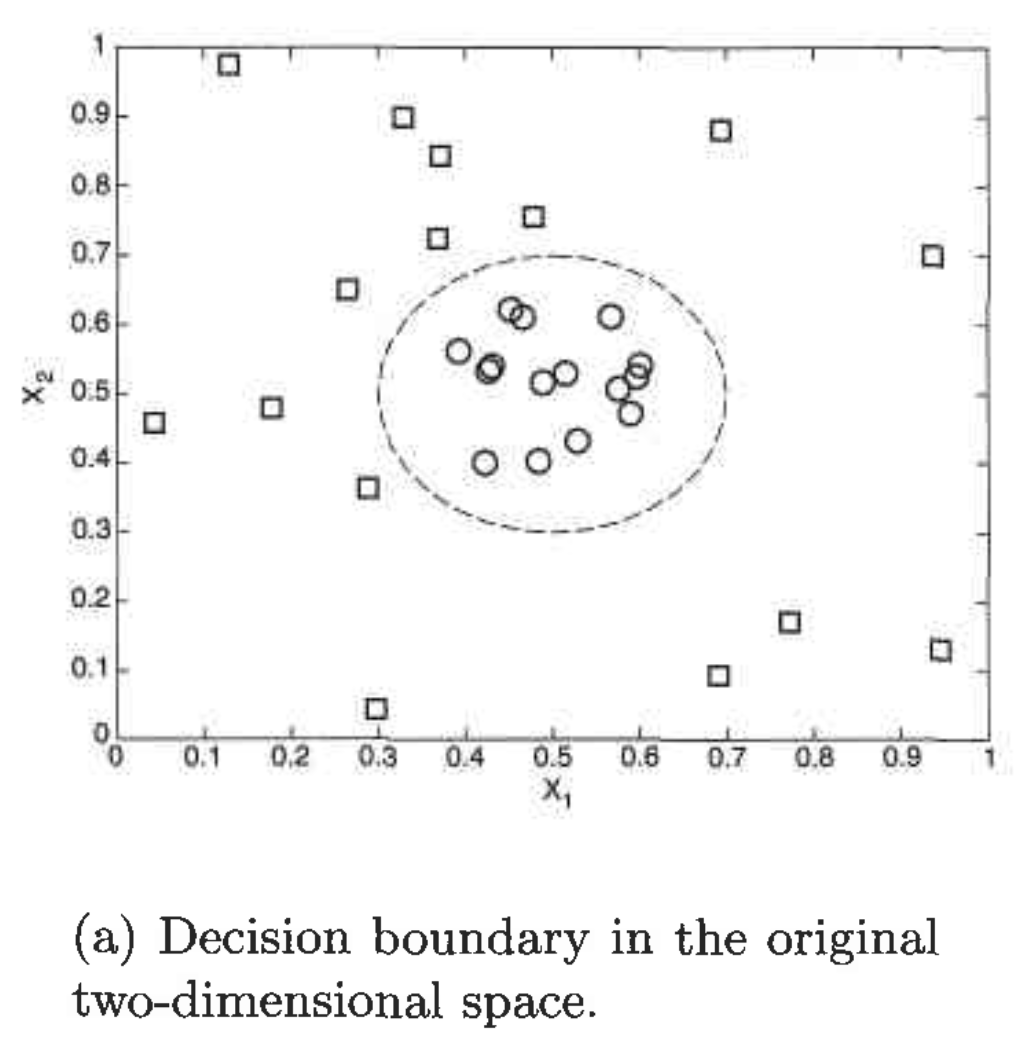 1
0.9
0.8
0.7
0.6
0.5
0.4
0.3
0.2
0.1
0
X₂
0 0.1 0.2 0.3 0.4 0.5 0.6 0.7 0.8 0.9 1
X₁
(a) Decision boundary in the original
two-dimensional space.